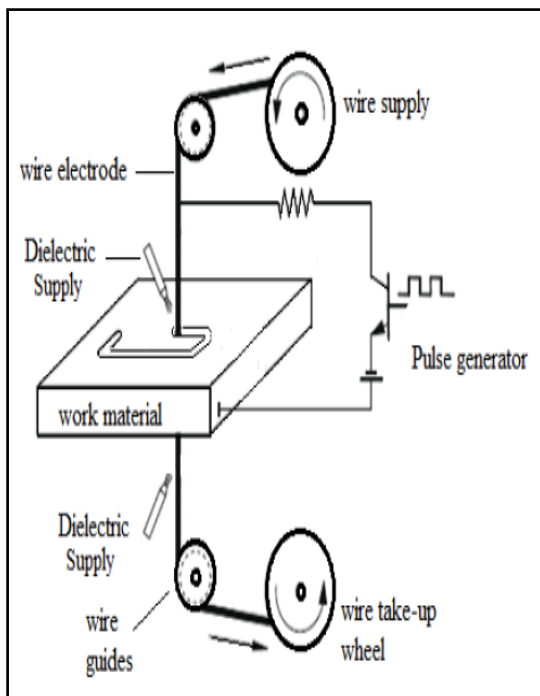 wire supply
wire electrode
Dielectric
Supply
Pulse generator
work material
Dielectric
Supply
wire
guides
wire take-up
wheel